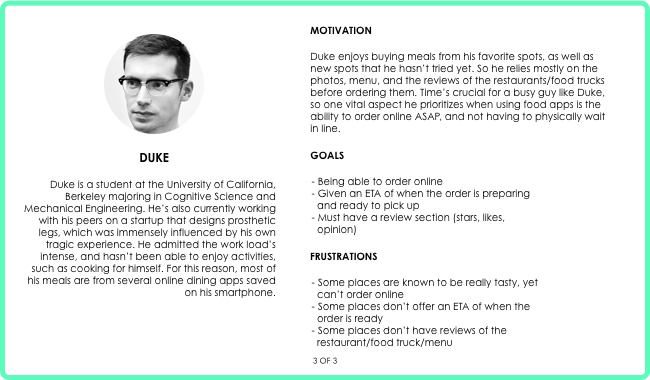 DUKE
Duke is a student at the University of California,
Berkeley majoring in Cognitive Science and
Mechanical Engineering. He's also currently working
with his peers on a startup that designs prosthetic
legs, which was immensely influenced by his own
tragic experience. He admitted the work load's
intense, and hasn't been able to enjoy activities,
such as cooking for himself. For this reason, most of
his meals are from several online dining apps saved
on his smartphone.
MOTIVATION
Duke enjoys buying meals from his favorite spots, as well as
new spots that he hasn't tried yet. So he relies mostly on the
photos, menu, and the reviews of the restaurants/food trucks
before ordering them. Time's crucial for a busy guy like Duke,
so one vital aspect he prioritizes when using food apps is the
ability to order online ASAP, and not having to physically wait
in line.
GOALS
- Being able to order online
- Given an ETA of when the order is preparing
and ready to pick up
- Must have a review section (stars, likes,
opinion)
FRUSTRATIONS
- Some places are known to be really tasty, yet
can't order online
- Some places don't offer an ETA of when the
order is ready
- Some places don't have reviews of the
restaurant/food truck/menu
3 OF 3